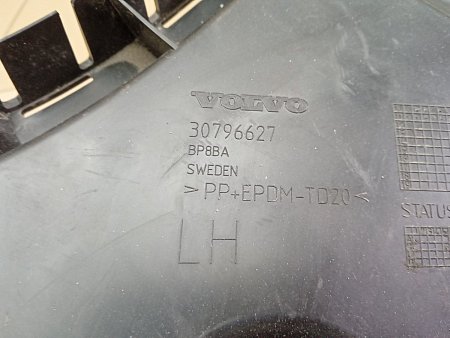 VOLVO
30796627
BP8BA
SWEDEN
>PP+EPDM-TD20<
STATUS
LH